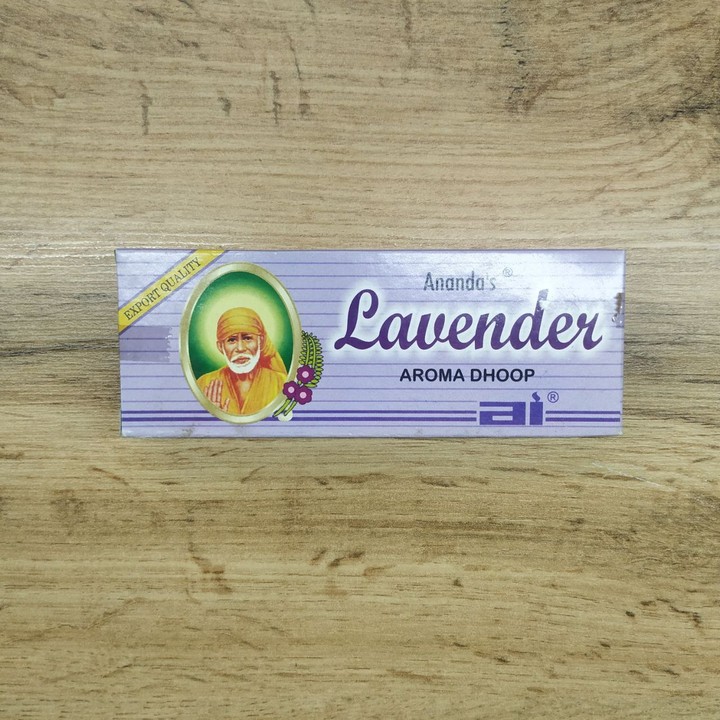 EXPORT QUALITY
Ananda's ®
Lavender
AROMA DHOOP
ai ®